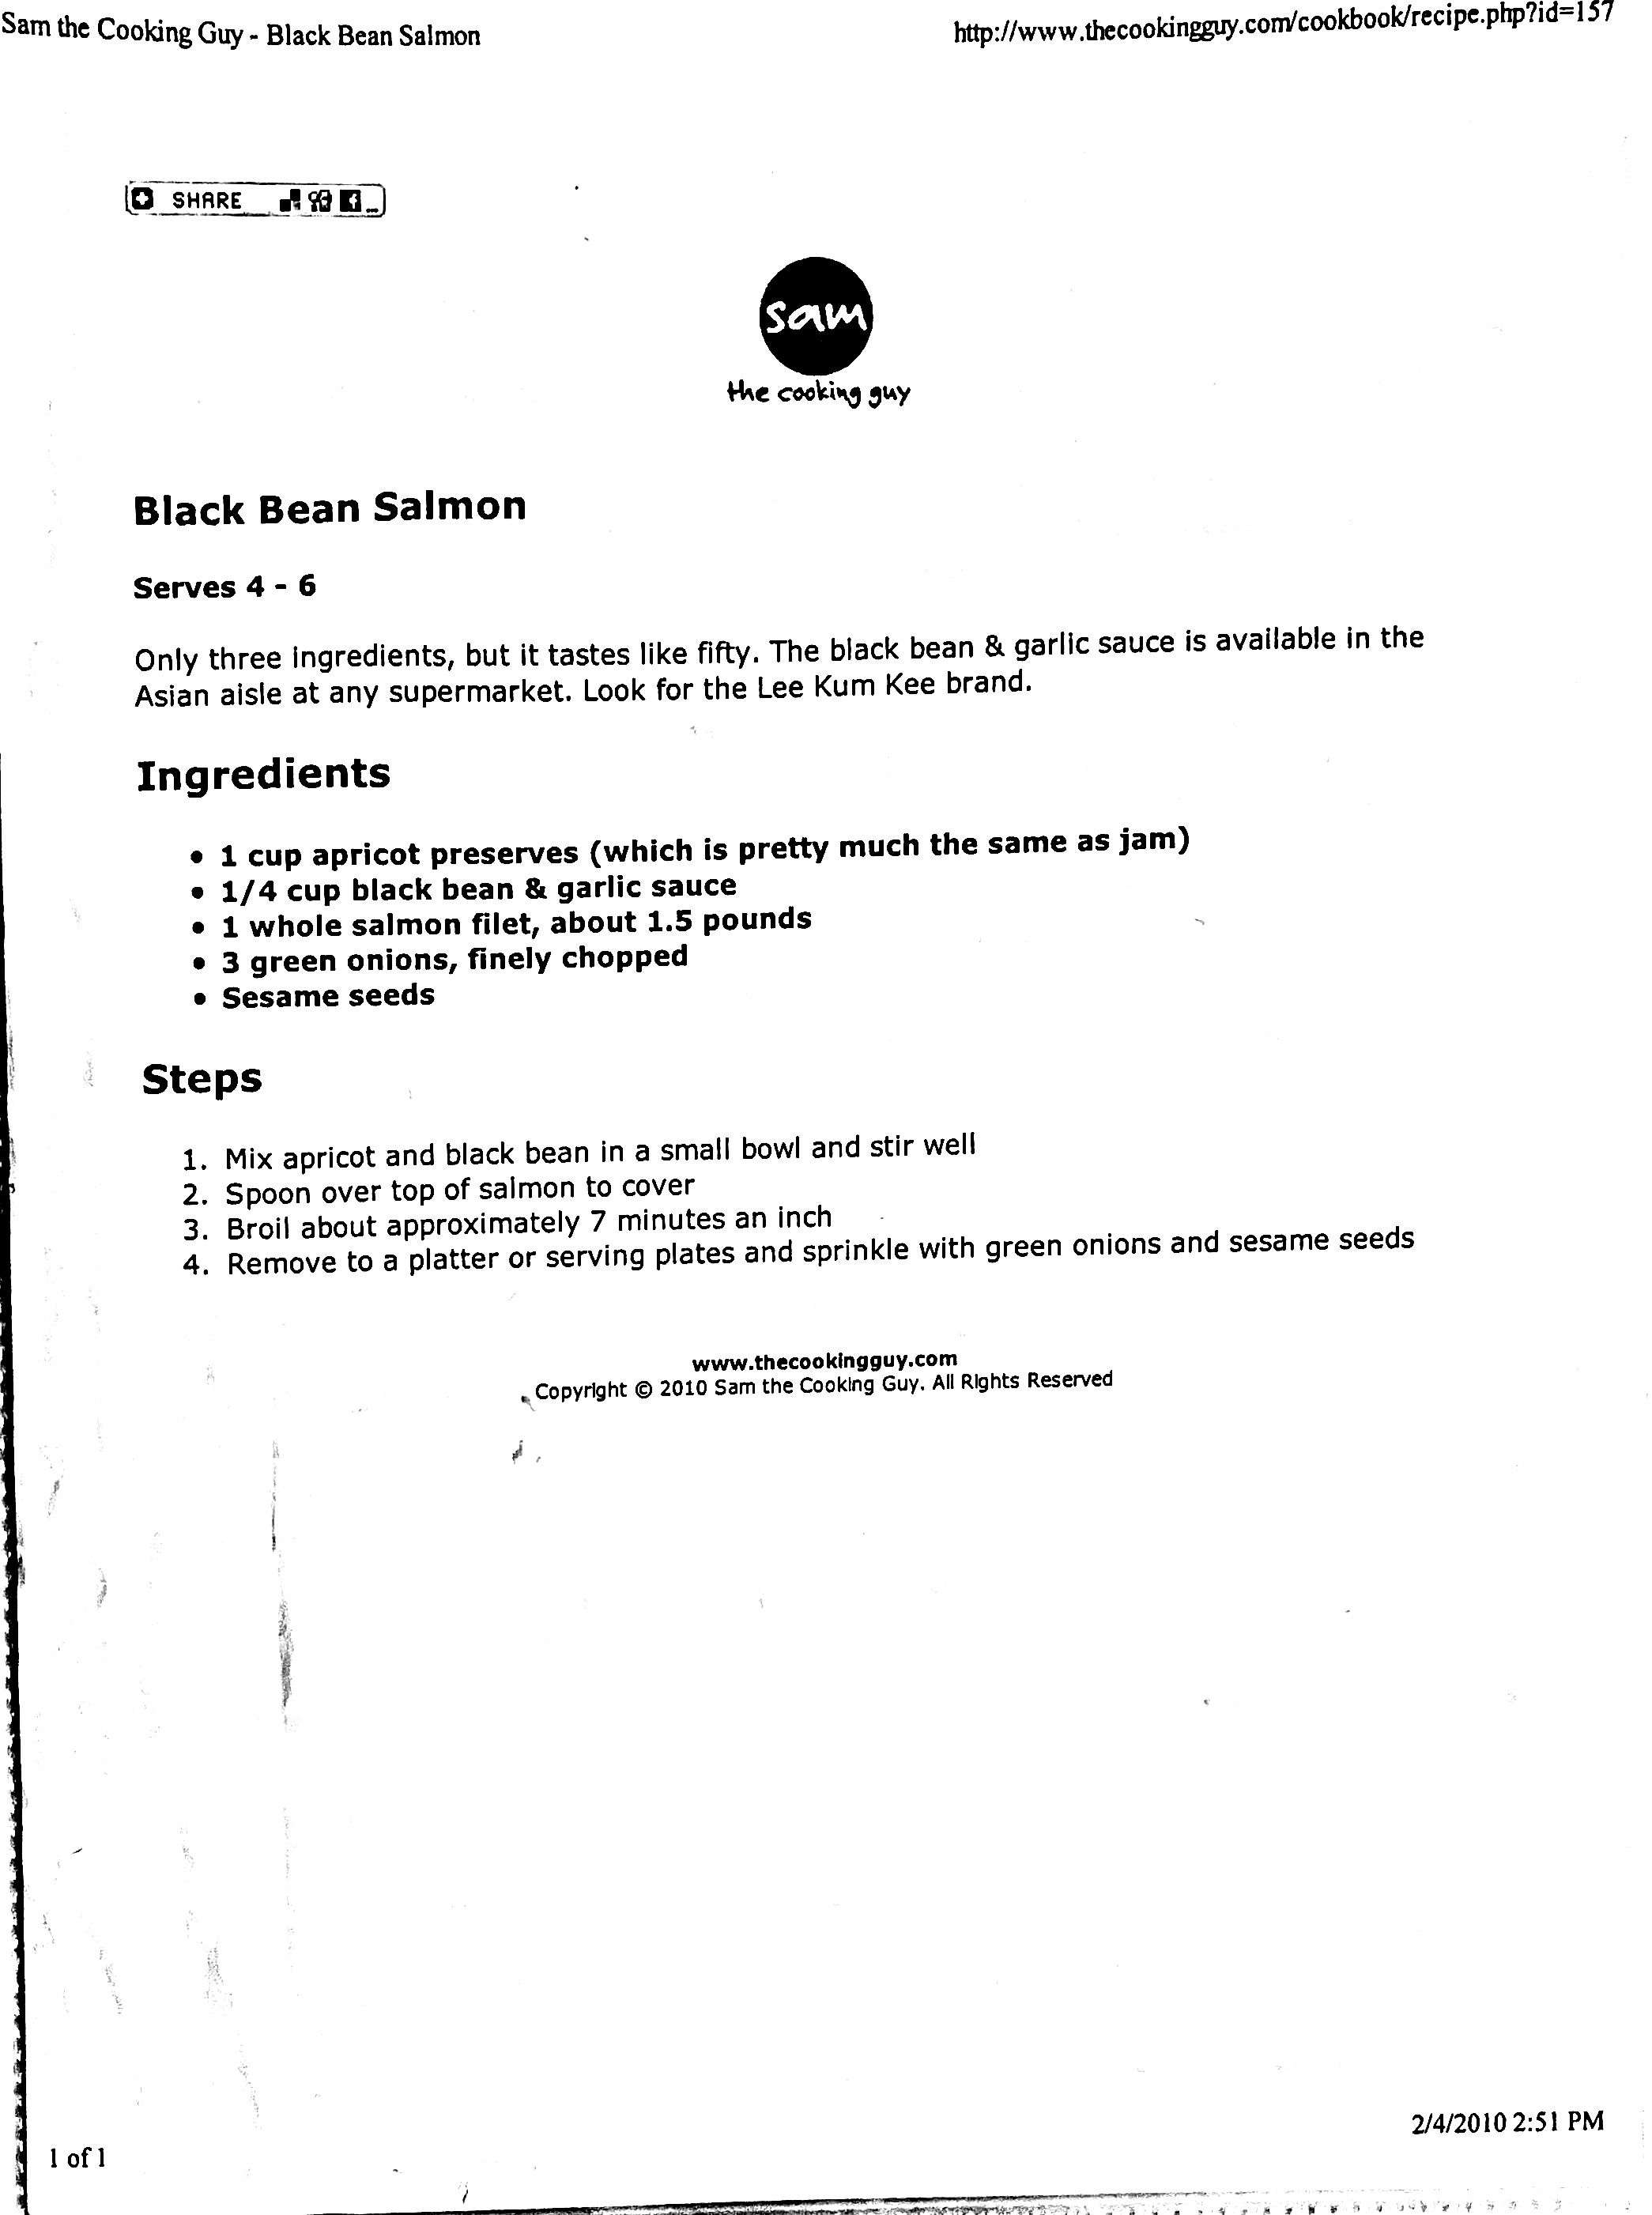 Sam the Cooking Guy - Black Bean Salmon http://www.thecookingguy.com/cookbook/recipe.php?id=157
SHARE
sam
the cooking guy
Black Bean Salmon
Serves 4 - 6
Only three ingredients, but it tastes like fifty. The black bean & garlic sauce is available in the
Asian aisle at any supermarket. Look for the Lee Kum Kee brand.
Ingredients
• 1 cup apricot preserves (which is pretty much the same as jam)
• 1/4 cup black bean & garlic sauce
• 1 whole salmon filet, about 1.5 pounds
• 3 green onions, finely chopped
• Sesame seeds
Steps
1. Mix apricot and black bean in a small bowl and stir well
2. Spoon over top of salmon to cover
3. Broil about approximately 7 minutes an inch
4. Remove to a platter or serving plates and sprinkle with green onions and sesame seeds
www.thecookingguy.com
Copyright © 2010 Sam the Cooking Guy. All Rights Reserved
1 of 1 2/4/2010 2:51 PM